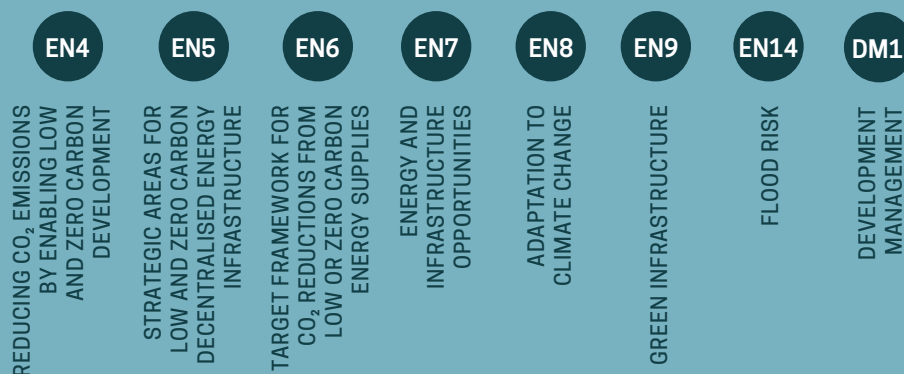 EN4
EN5
EN6
EN7
EN8
EN9
EN14
DM1
REDUCING CO₂ EMISSIONS
BY ENABLING LOW
AND ZERO CARBON
DEVELOPMENT
STRATEGIC AREAS FOR
LOW AND ZERO CARBON
DECENTRALISED ENERGY
INFRASTRUCTURE
TARGET FRAMEWORK FOR
CO₂ REDUCTIONS FROM
LOW OR ZERO CARBON
ENERGY SUPPLIES
ENERGY AND
INFRASTRUCTURE
OPPORTUNITIES
ADAPTATION TO
CLIMATE CHANGE
GREEN INFRASTRUCTURE
FLOOD RISK
DEVELOPMENT
MANAGEMENT